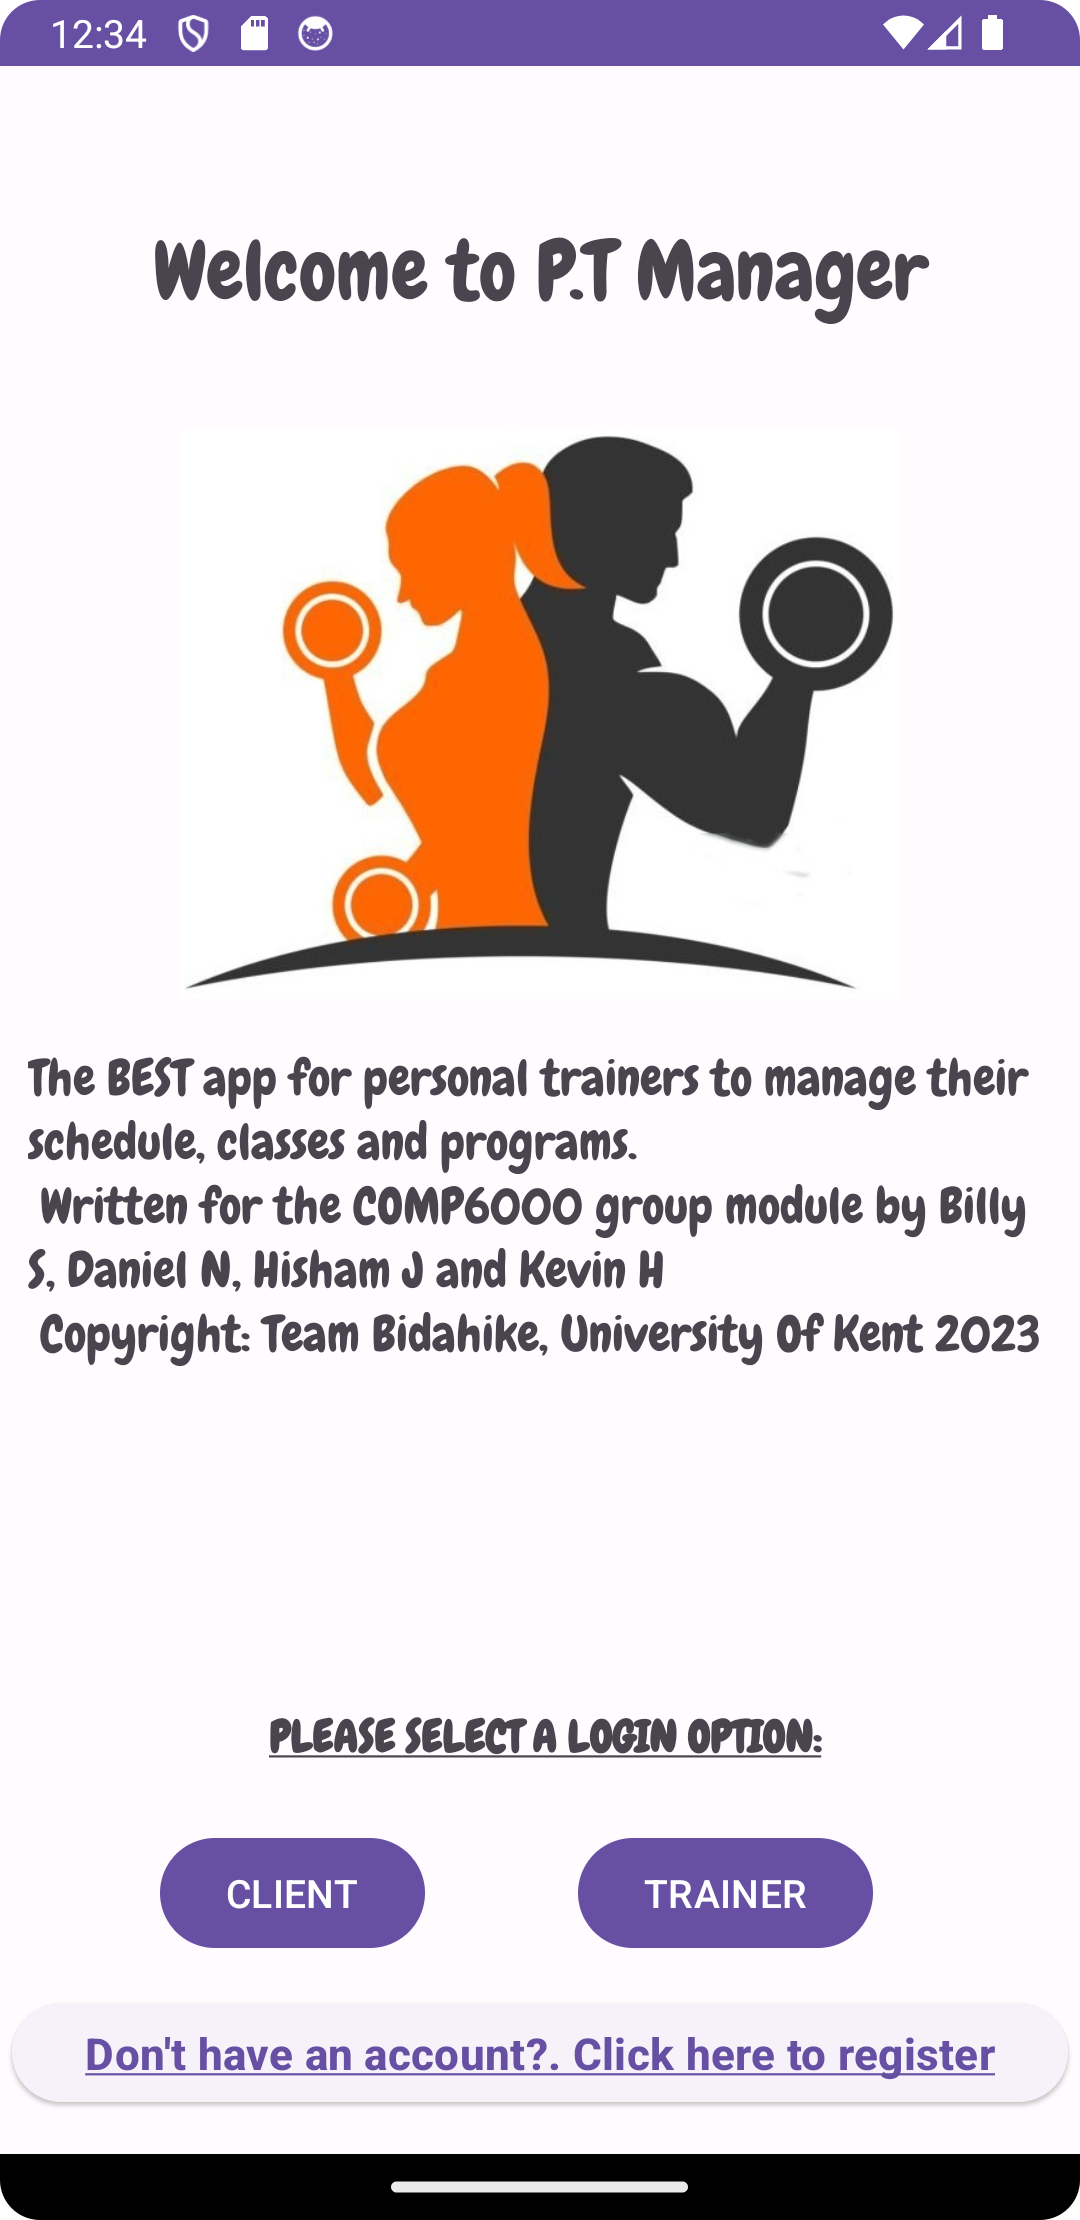 12:34
Welcome to P.T Manager
The BEST app for personal trainers to manage their
schedule, classes and programs.
Written for the COMP6000 group module by Billy
S, Daniel N, Hisham J and Kevin H
Copyright: Team Bidahike, University Of Kent 2023
PLEASE SELECT A LOGIN OPTION:
CLIENT
TRAINER
Don't have an account?. Click here to register